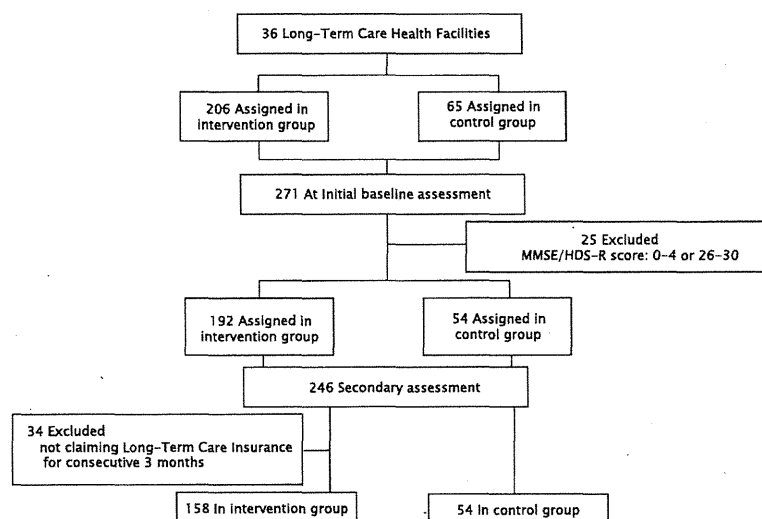 36 Long-Term Care Health Facilities
206 Assigned in
intervention group
65 Assigned in
control group
271 At Initial baseline assessment
25 Excluded
MMSE/HDS-R score: 0-4 or 26-30
192 Assigned in
intervention group
54 Assigned in
control group
246 Secondary assessment
34 Excluded
not claiming Long-Term Care Insurance
for consecutive 3 months
158 In intervention group
54 In control group